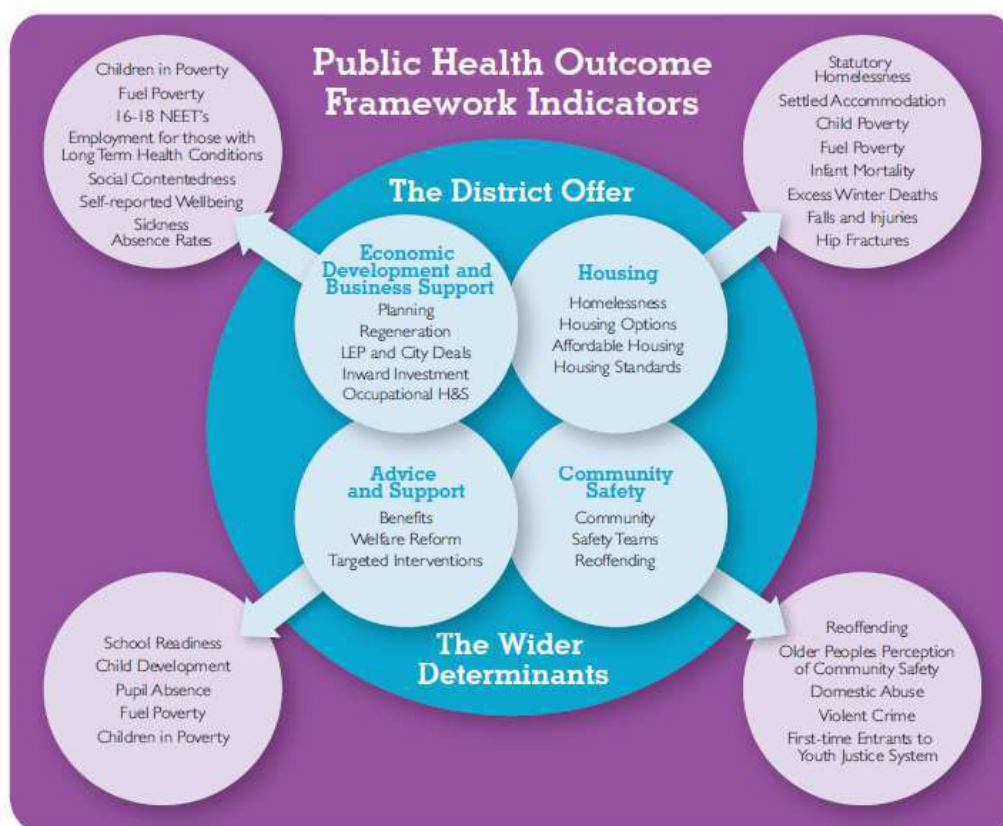 Public Health Outcome
Framework Indicators
Children in Poverty
Fuel Poverty
16-18 NEET's
Employment for those with
Long Term Health Conditions
Social Contentedness
Self-reported Wellbeing
Sickness
Absence Rates
Statutory
Homelessness
Settled Accommodation
Child Poverty
Fuel Poverty
Infant Mortality
Excess Winter Deaths
Falls and Injuries
Hip Fractures
The District Offer
Economic
Development and
Business Support
Planning
Regeneration
LEP and City Deals
Inward Investment
Occupational H&S
Housing
Homelessness
Housing Options
Affordable Housing
Housing Standards
Advice
and Support
Benefits
Welfare Reform
Targeted Interventions
Community
Safety
Community
Safety Teams
Reoffending
The Wider
Determinants
School Readiness
Child Development
Pupil Absence
Fuel Poverty
Children in Poverty
Reoffending
Older Peoples Perception
of Community Safety
Domestic Abuse
Violent Crime
First-time Entrants to
Youth Justice System